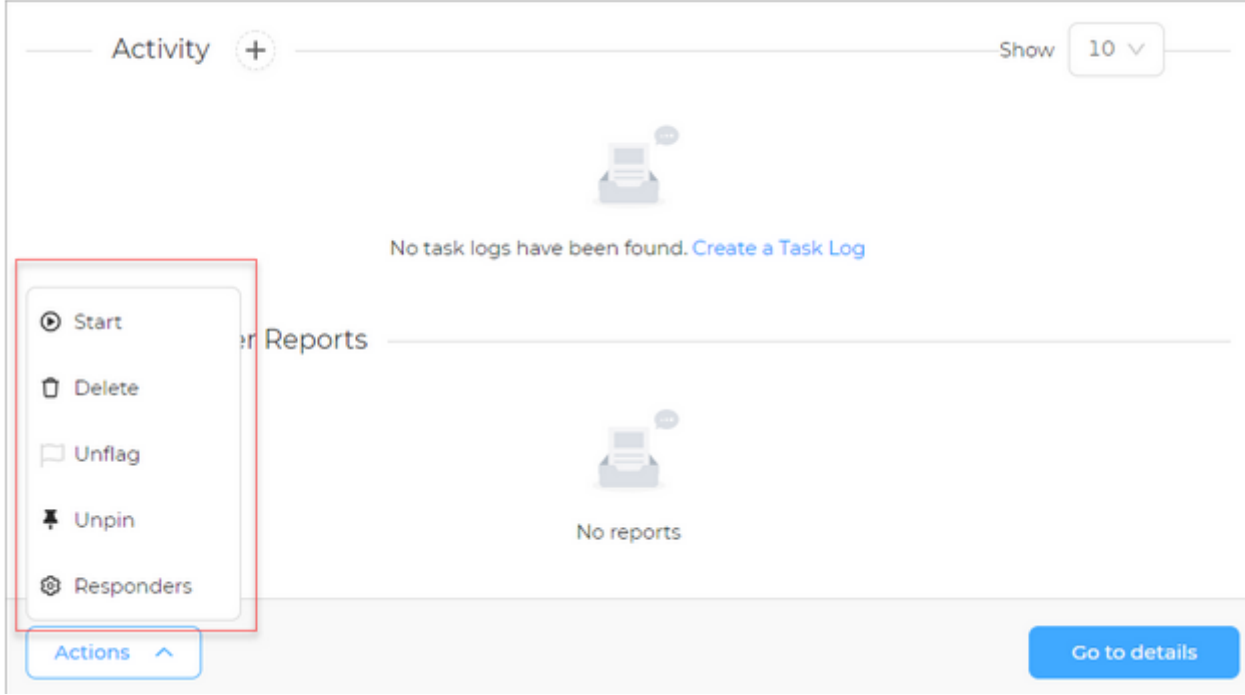 Activity
Show 10
No task logs have been found. Create a Task Log
Start
er Reports
Delete
Unflag
Unpin
No reports
Responders
Actions
Go to details